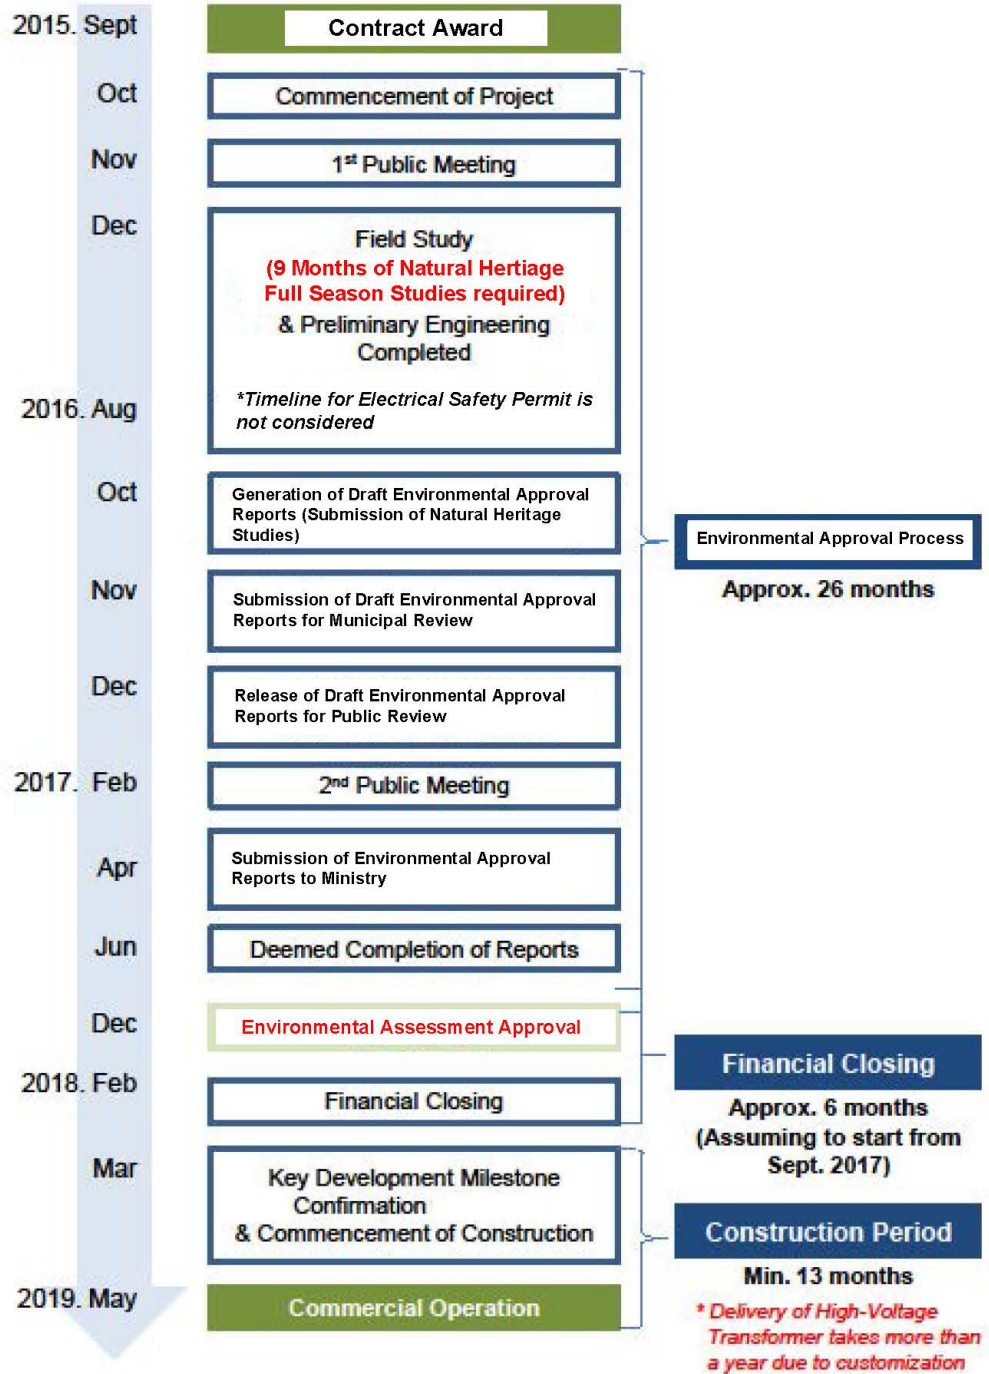 2015. Sept
Contract Award
Oct
Commencement of Project
Nov
1st Public Meeting
Dec
Field Study
(9 Months of Natural Hertiage
Full Season Studies required)
& Preliminary Engineering
Completed
2016. Aug
*Timeline for Electrical Safety Permit is
not considered
Oct
Generation of Draft Environmental Approval
Reports (Submission of Natural Heritage
Studies)
Environmental Approval Process
Approx. 26 months
Nov
Submission of Draft Environmental Approval
Reports for Municipal Review
Dec
Release of Draft Environmental Approval
Reports for Public Review
2017. Feb
2nd Public Meeting
Apr
Submission of Environmental Approval
Reports to Ministry
Jun
Deemed Completion of Reports
Dec
Environmental Assessment Approval
2018. Feb
Financial Closing
Financial Closing
Approx. 6 months
(Assuming to start from
Sept. 2017)
Mar
Key Development Milestone
Confirmation
& Commencement of Construction
Construction Period
Min. 13 months
* Delivery of High-Voltage
Transformer takes more than
a year due to customization
2019. May
Commercial Operation